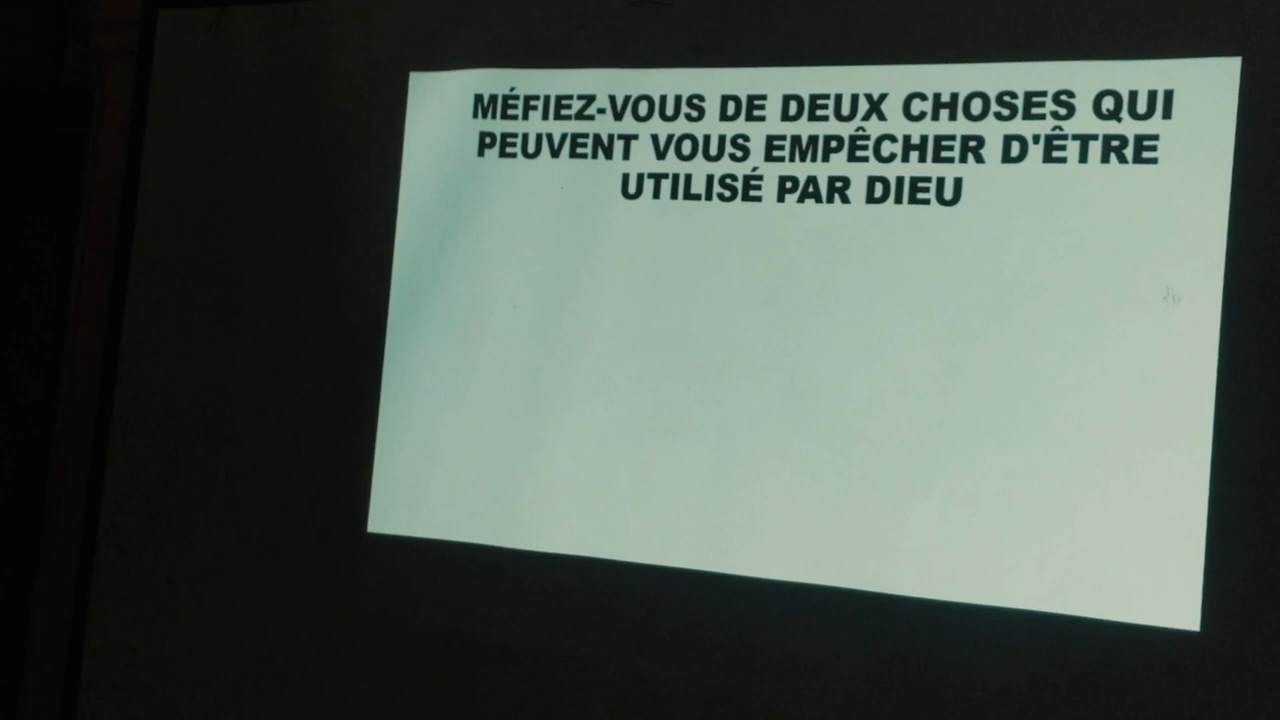 MÉFIEZ-VOUS DE DEUX CHOSES QUI
PEUVENT VOUS EMPÊCHER D'ÊTRE
UTILISÉ PAR DIEU